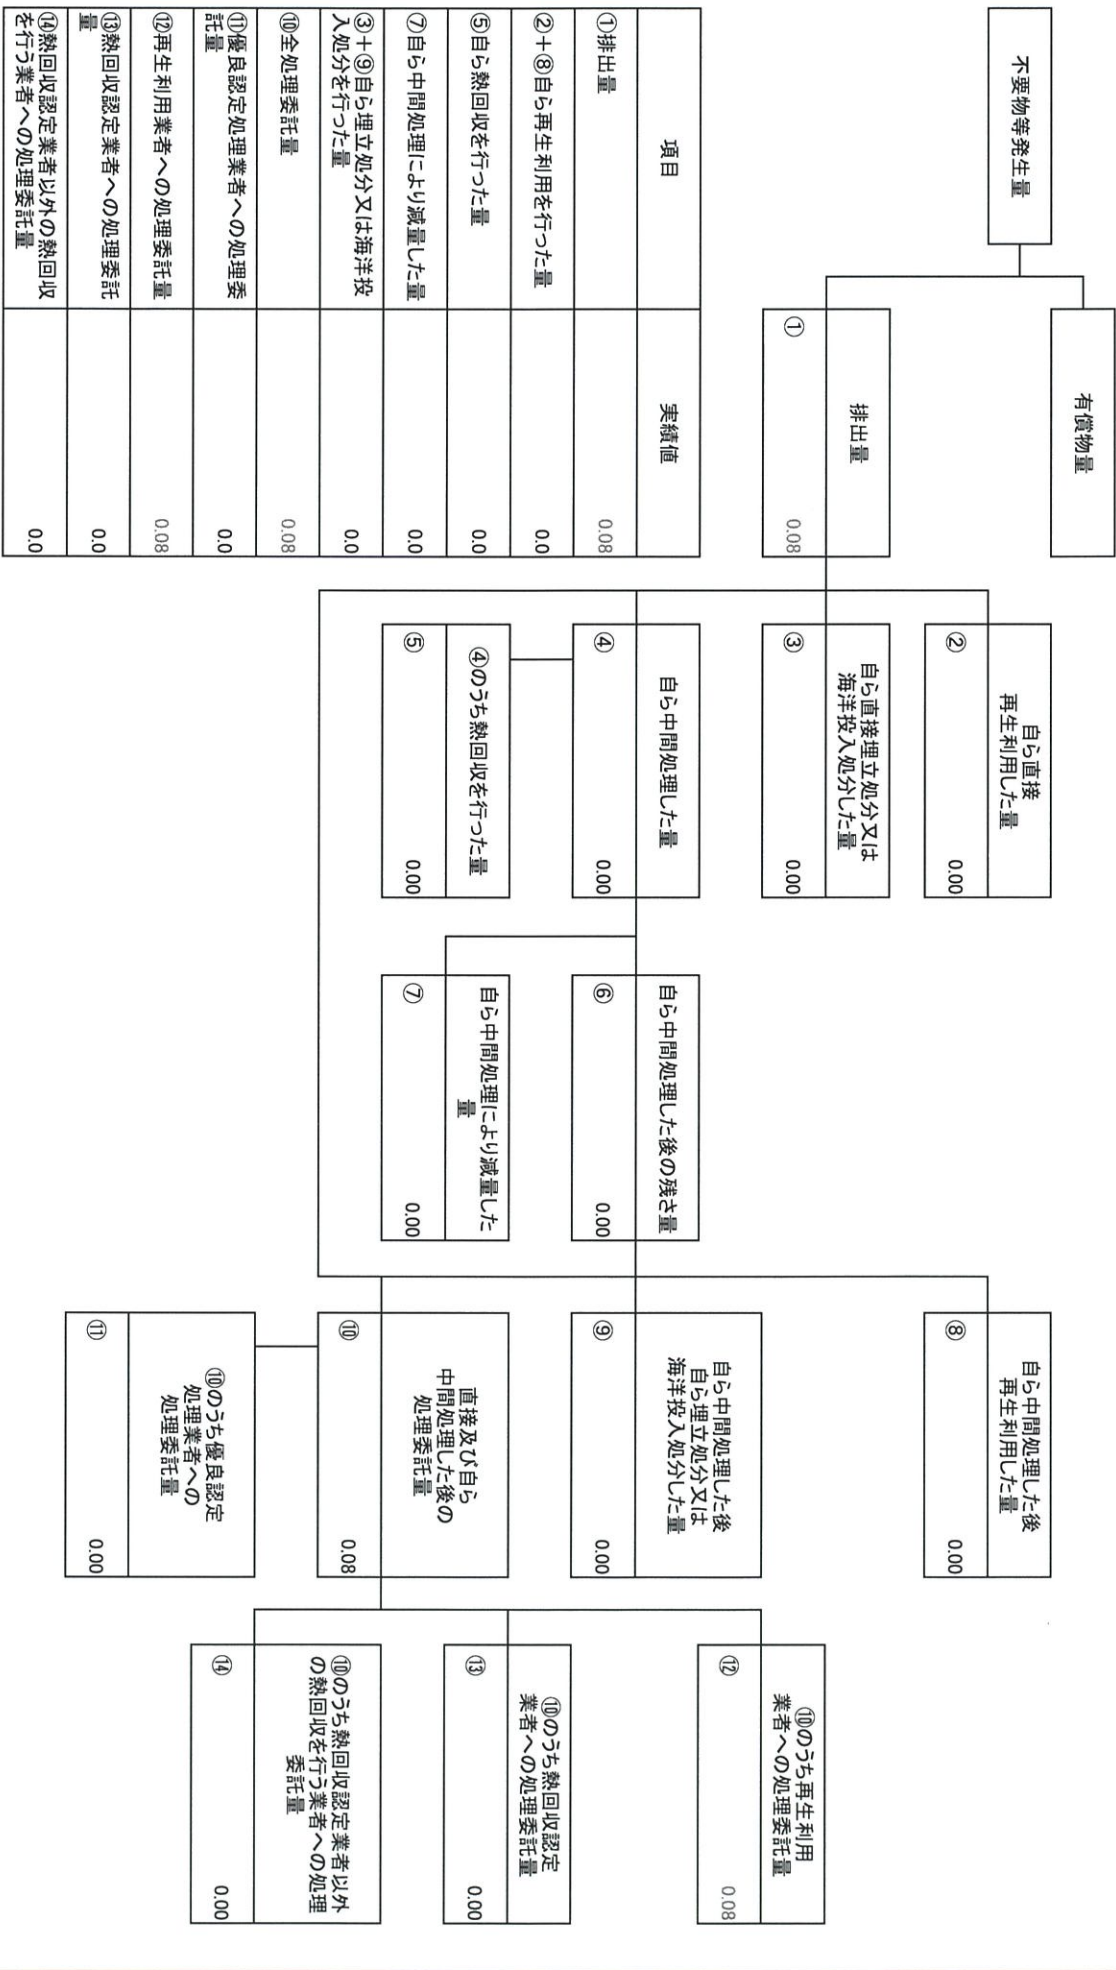 不要物等発生量
有償物量
排出量
①
0.08
自ら直接
再生利用した量
②
0.00
自ら直接埋立処分又は
海洋投入処分した量
③
0.00
自ら中間処理した量
④
0.00
④のうち熱回収を行った量
⑤
0.00
自ら中間処理した後の残さ量
⑥
0.00
自ら中間処理により減量した
量
⑦
0.00
自ら中間処理した後
再生利用した量
⑧
0.00
自ら中間処理した後
自ら埋立処分又は
海洋投入処分した量
⑨
0.00
直接及び自ら
中間処理した後の
処理委託量
⑩
0.08
⑩のうち優良認定
処理業者への
処理委託量
⑪
0.00
⑩のうち再生利用
業者への処理委託量
⑫
0.08
⑩のうち熱回収認定
業者への処理委託量
⑬
0.00
⑩のうち熱回収認定業者以外
の熱回収を行う業者への処理
委託量
⑭
0.00
項目 実績値
①排出量 0.08
②+⑧自ら再生利用を行った量 0.0
⑤自ら熱回収を行った量 0.0
⑦自ら中間処理により減量した量 0.0
③+⑨自ら埋立処分又は海洋投
入処分を行った量 0.0
⑩全処理委託量 0.08
⑪優良認定処理業者への処理委
託量 0.0
⑫再生利用業者への処理委託量 0.08
⑬熱回収認定業者への処理委託
量 0.0
⑭熱回収認定業者以外の熱回収
を行う業者への処理委託量 0.0